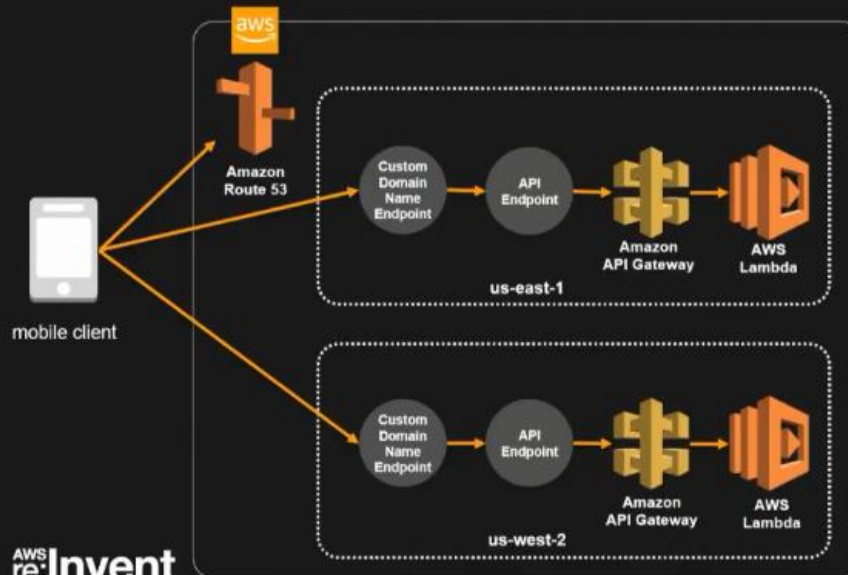 aws
Amazon
Route 53
mobile client
Custom
Domain
Name
Endpoint
API
Endpoint
Amazon
API Gateway
AWS
Lambda
us-east-1
Custom
Domain
Name
Endpoint
API
Endpoint
Amazon
API Gateway
AWS
Lambda
us-west-2
AWS
re:Invent